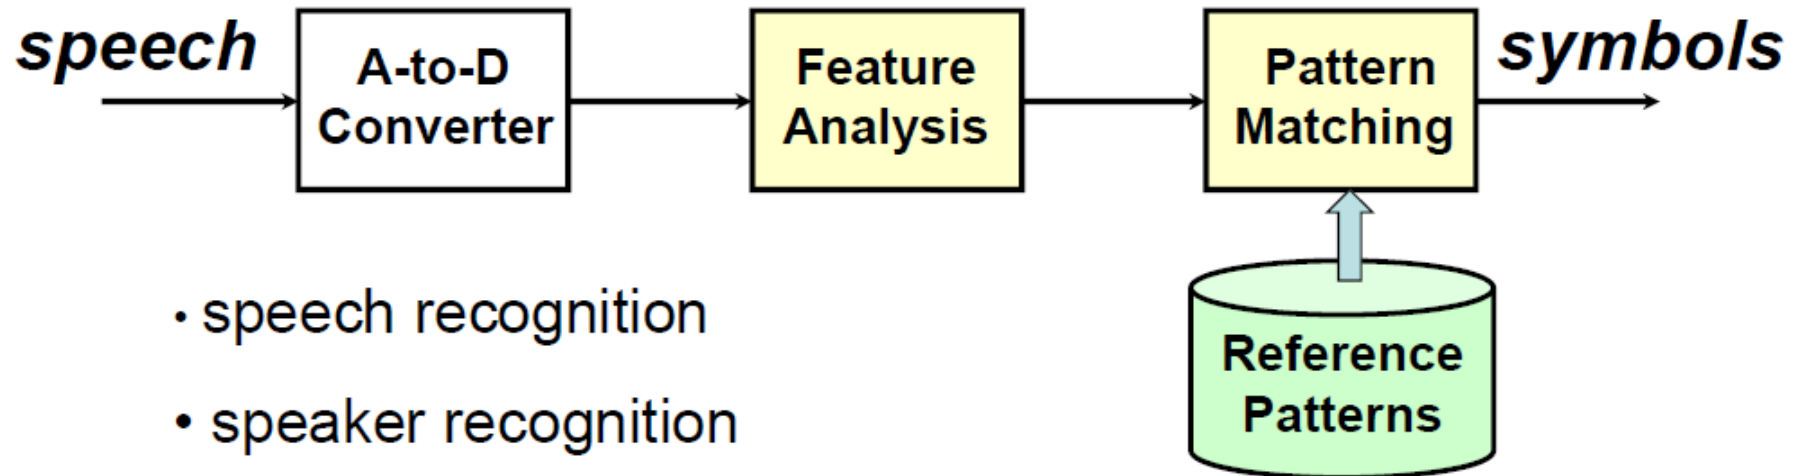 speech
A-to-D
Converter
Feature
Analysis
Pattern
Matching
symbols
• speech recognition
• speaker recognition
Reference
Patterns